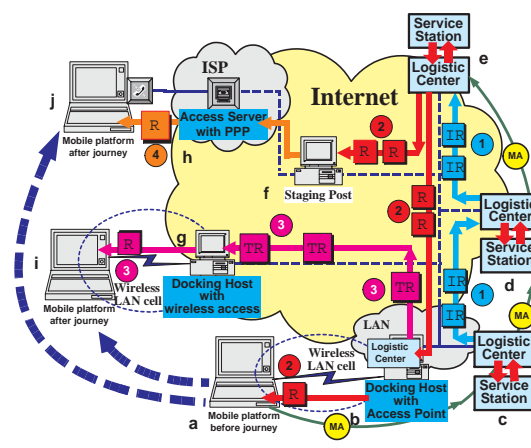 Service
Station
e
Logistic
Center
ISP
Internet
j
Access Server
with PPP
R
4
Mobile platform
after journey
h
2
R
R
IR
1
IR
MA
f
Staging Post
R
2
R
Logistic
Center
Service
Station
d
g
R
3
TR
TR
i
3
Wireless
LAN cell
Docking Host
with
wireless access
Mobile platform
after journey
3
TR
IR
1
IR
MA
LAN
Logistic
Center
Wireless
LAN cell
2
R
Docking Host
with
Access Point
Logistic
Center
Service
Station
c
a
Mobile platform
before journey
b
MA